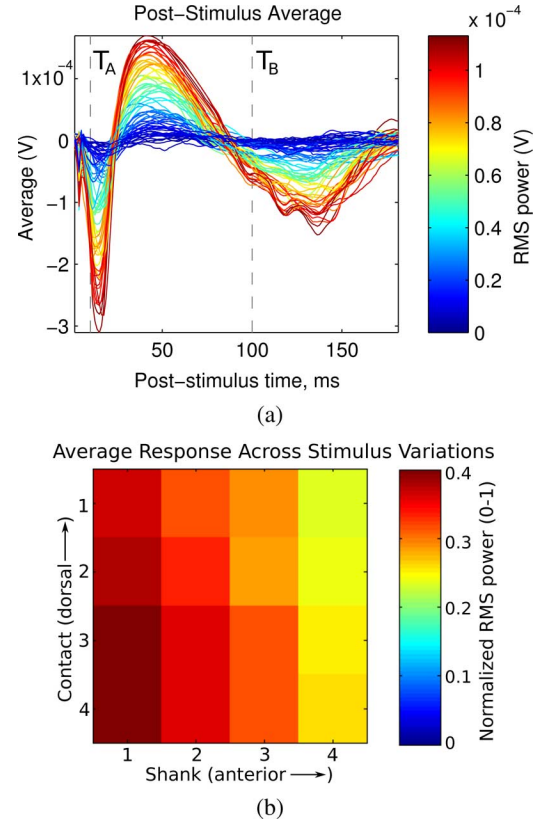 Post−Stimulus Average
x 10⁻⁴
T_A
T_B
1x10⁻⁴
0
−1
−2
−3
Average (V)
50
100
150
Post−stimulus time, ms
1
0.8
0.6
0.4
0.2
0
RMS power (V)
(a)
Average Response Across Stimulus Variations
1
2
3
4
Contact (dorsal ⟶)
1
2
3
4
Shank (anterior ⟶)
0.4
0.3
0.2
0.1
0
Normalized RMS power (0-1)
(b)